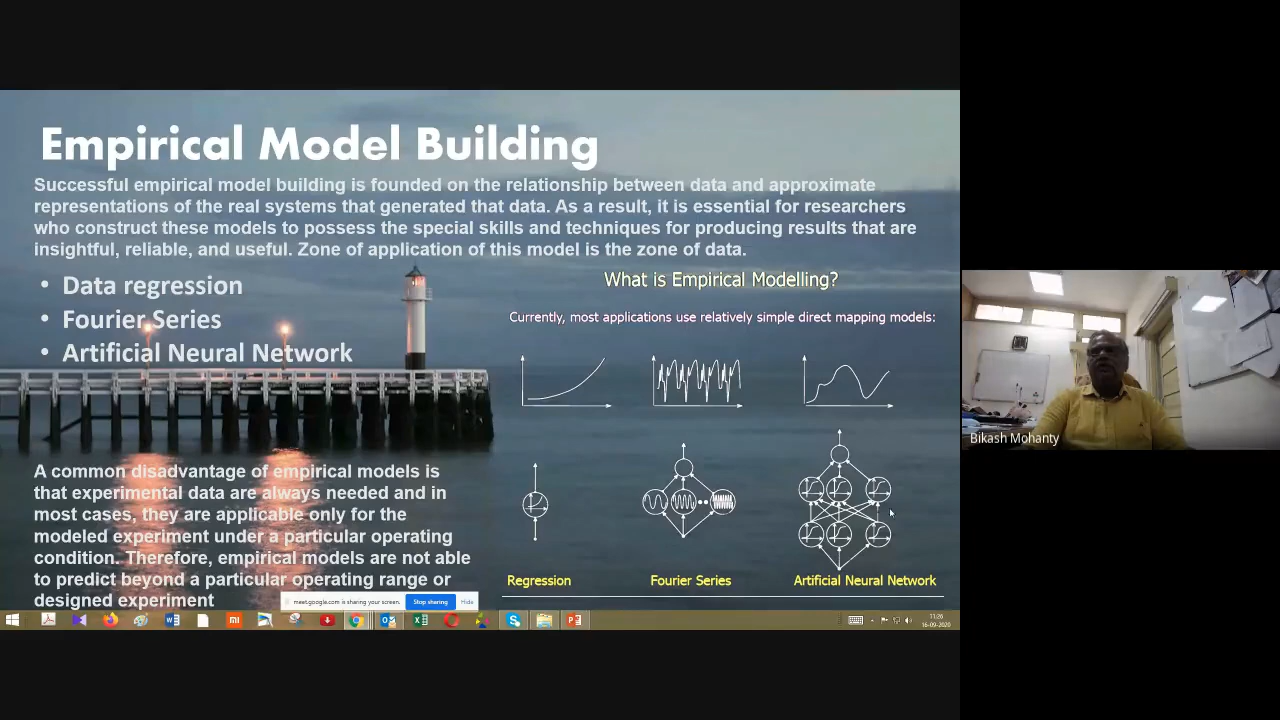 Empirical Model Building
Successful empirical model building is founded on the relationship between data and approximate
representations of the real systems that generated that data. As a result, it is essential for researchers
who construct these models to possess the special skills and techniques for producing results that are
insightful, reliable, and useful. Zone of application of this model is the zone of data.
• Data regression
• Fourier Series
• Artificial Neural Network
A common disadvantage of empirical models is
that experimental data are always needed and in
most cases, they are applicable only for the
modeled experiment under a particular operating
condition. Therefore, empirical models are not able
to predict beyond a particular operating range or
designed experiment
What is Empirical Modelling?
Currently, most applications use relatively simple direct mapping models:
Regression
Fourier Series
Artificial Neural Network
meet.google.com is sharing your screen.
Stop sharing
Hide
11:26
16-09-2020
Bikash Mohanty